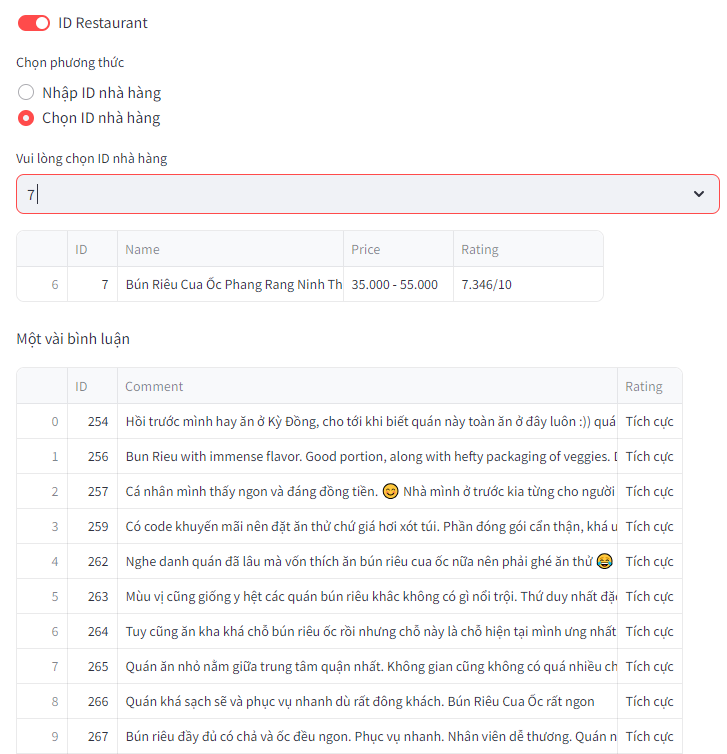 ID Restaurant
Chọn phương thức
Nhập ID nhà hàng
Chọn ID nhà hàng
Vui lòng chọn ID nhà hàng
7
ID Name Price Rating
6 7 Bún Riêu Cua Ốc Phang Rang Ninh Th 35.000 - 55.000 7.346/10
Một vài bình luận
ID Comment Rating
0 254 Hồi trước mình hay ăn ở Kỳ Đồng, cho tới khi biết quán này toàn ăn ở đây luôn :)) quá Tích cực
1 256 Bun Rieu with immense flavor. Good portion, along with hefty packaging of veggies. Tích cực
2 257 Cá nhân mình thấy ngon và đáng đồng tiền. 😊 Nhà mình ở trước kia từng cho người Tích cực
3 259 Có code khuyến mãi nên đặt ăn thử chứ giá hơi xót túi. Phần đóng gói cẩn thận, khá Tích cực
4 262 Nghe danh quán đã lâu mà vốn thích ăn bún riêu cua ốc nữa nên phải ghé ăn thử 😂 Tích cực
5 263 Mùu vị cũng giống y hệt các quán bún riêu khâc không có gì nổi trội. Thứ duy nhất đặ Tích cực
6 264 Tuy cũng ăn kha khá chỗ bún riêu ốc rồi nhưng chỗ này là chỗ hiện tại mình ưng nhất Tích cực
7 265 Quán ăn nhỏ nằm giữa trung tâm quận nhất. Không gian cũng không có quá nhiều ch Tích cực
8 266 Quán khá sạch sẽ và phục vụ nhanh dù rất đông khách. Bún Riêu Cua Ốc rất ngon Tích cực
9 267 Bún riêu đầy đủ có chả và ốc đều ngon. Phục vụ nhanh. Nhân viên dễ thương. Quán n Tích cực